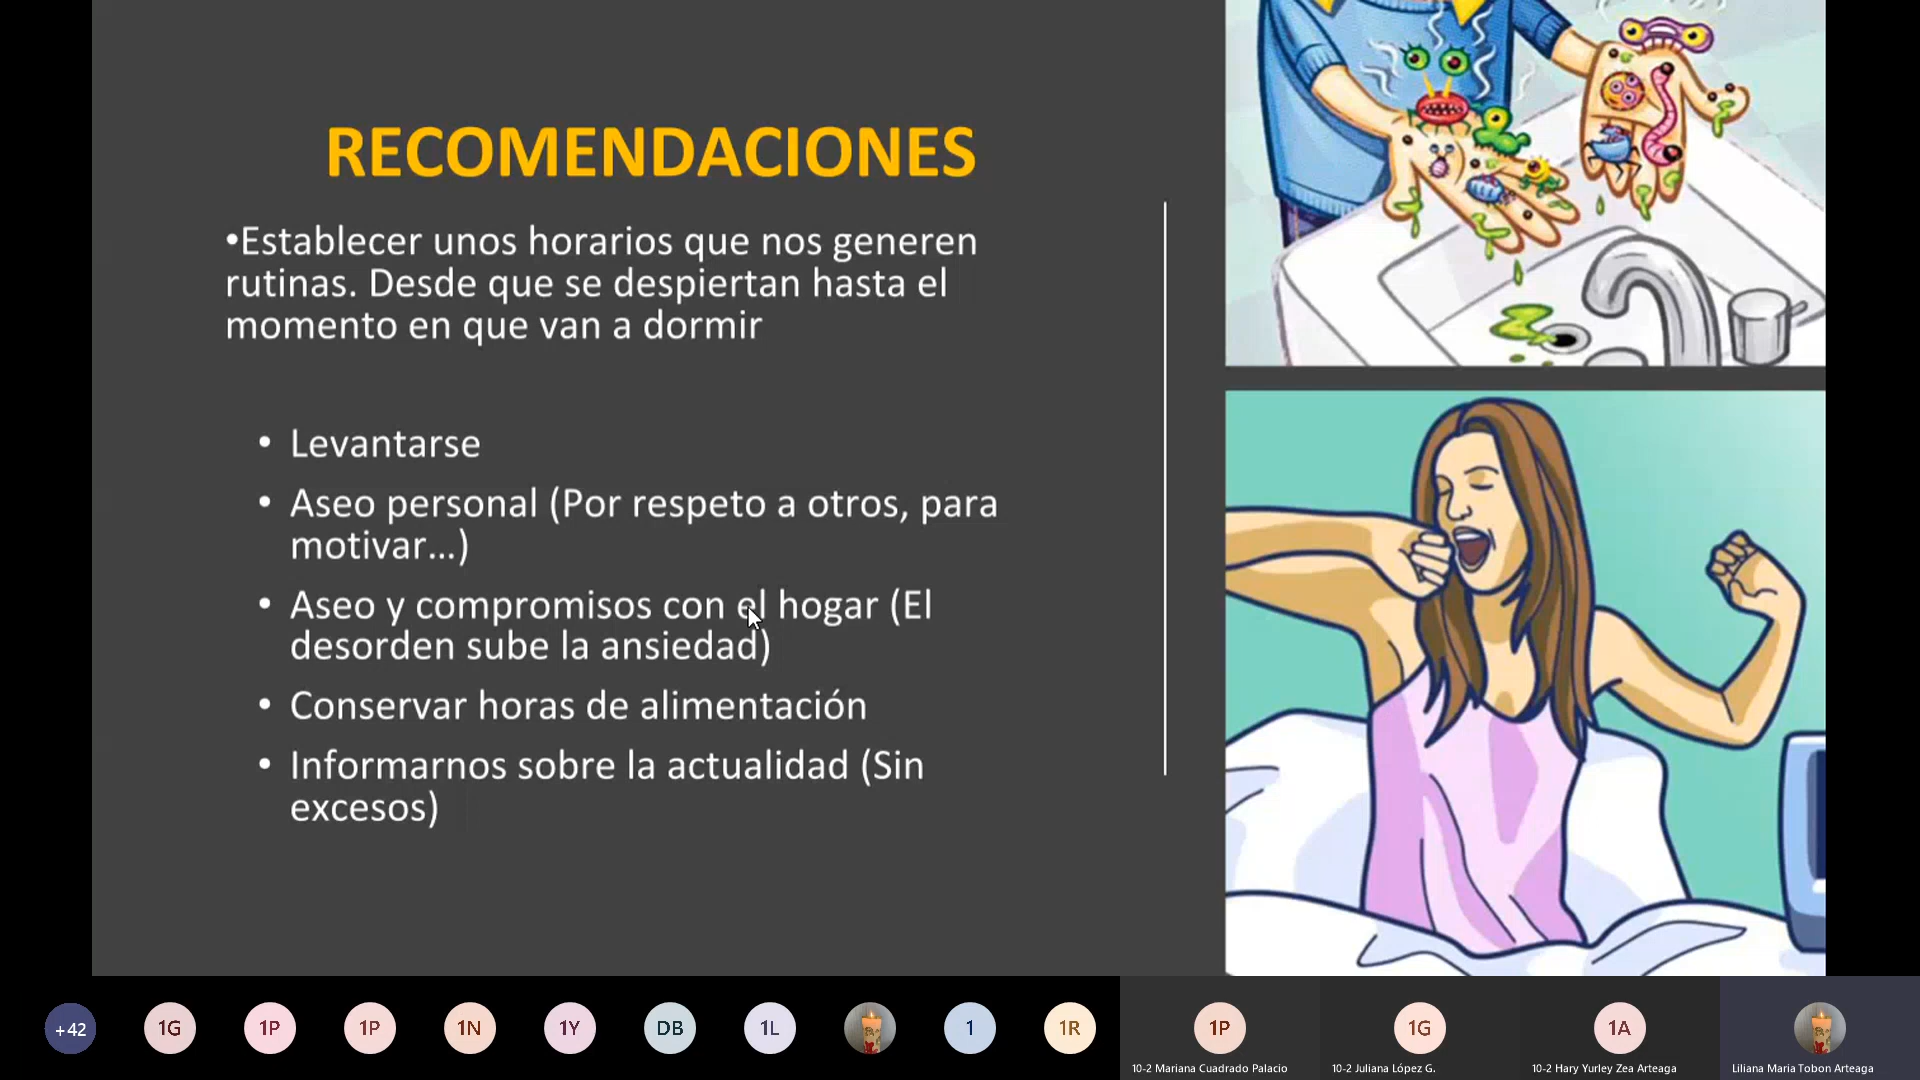 RECOMENDACIONES
•Establecer unos horarios que nos generen
rutinas. Desde que se despiertan hasta el
momento en que van a dormir
• Levantarse
• Aseo personal (Por respeto a otros, para
motivar...)
• Aseo y compromisos con el hogar (El
desorden sube la ansiedad)
• Conservar horas de alimentación
• Informarnos sobre la actualidad (Sin
excesos)
+42 1G 1P 1P 1N 1Y DB 1L 1 1R 1P 1G 1A
10-2 Mariana Cuadrado Palacio 10-2 Juliana López G. 10-2 Hary Yurley Zea Arteaga Liliana Maria Tobon Arteaga